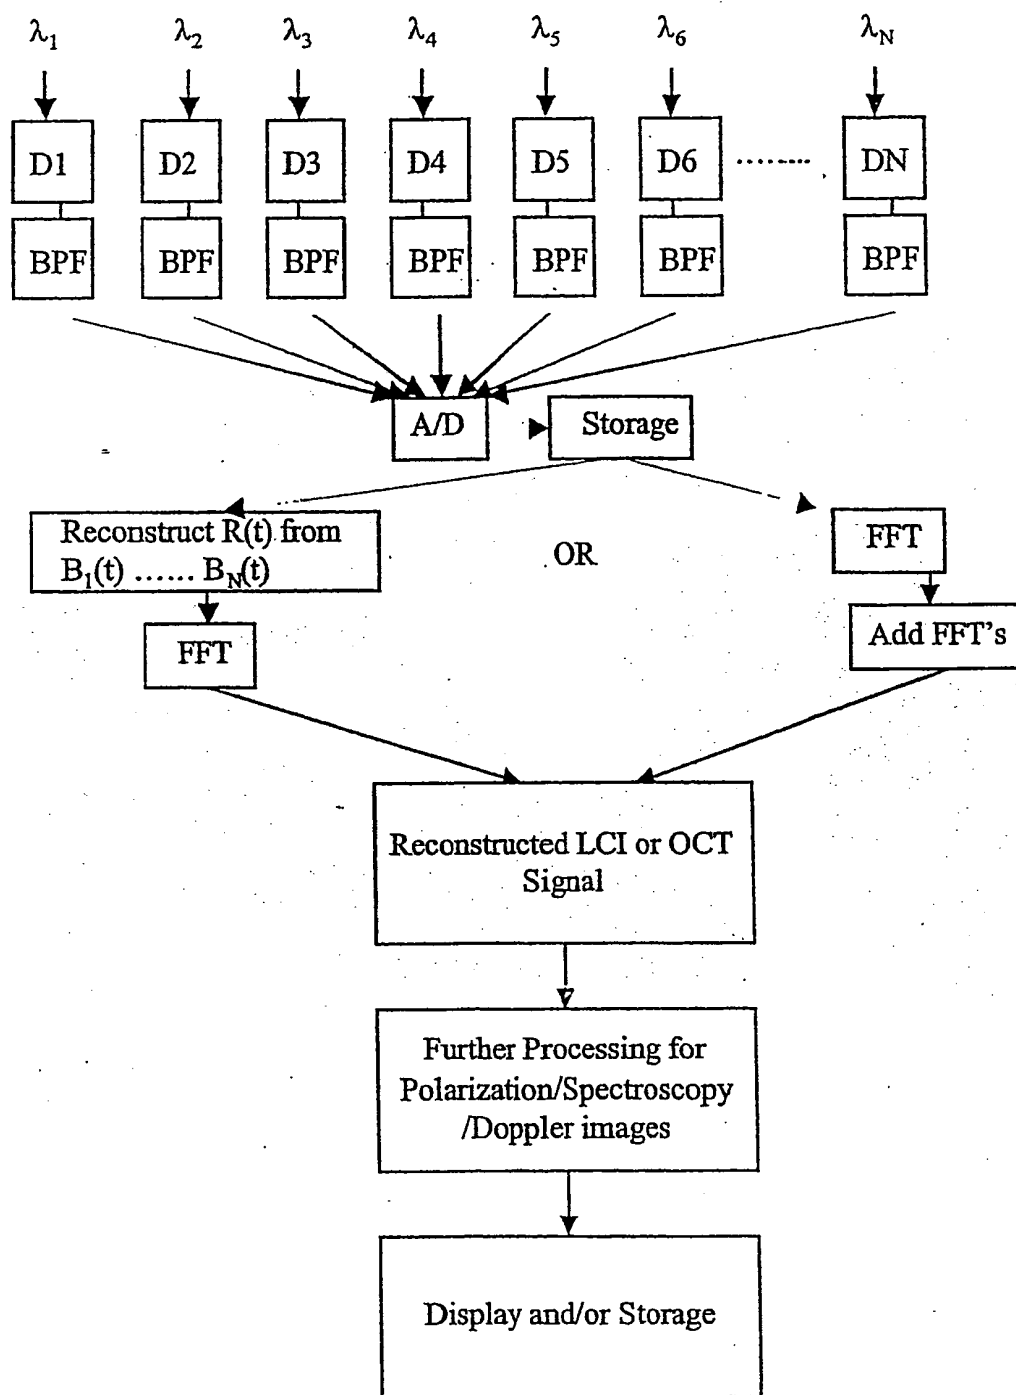 λ1 λ2 λ3 λ4 λ5 λ6 λN
D1 D2 D3 D4 D5 D6 ........ DN
BPF BPF BPF BPF BPF BPF BPF
A/D Storage
Reconstruct R(t) from
B1(t) ...... BN(t)
OR
FFT
FFT
Add FFT's
Reconstructed LCI or OCT
Signal
Further Processing for
Polarization/Spectroscopy
/Doppler images
Display and/or Storage